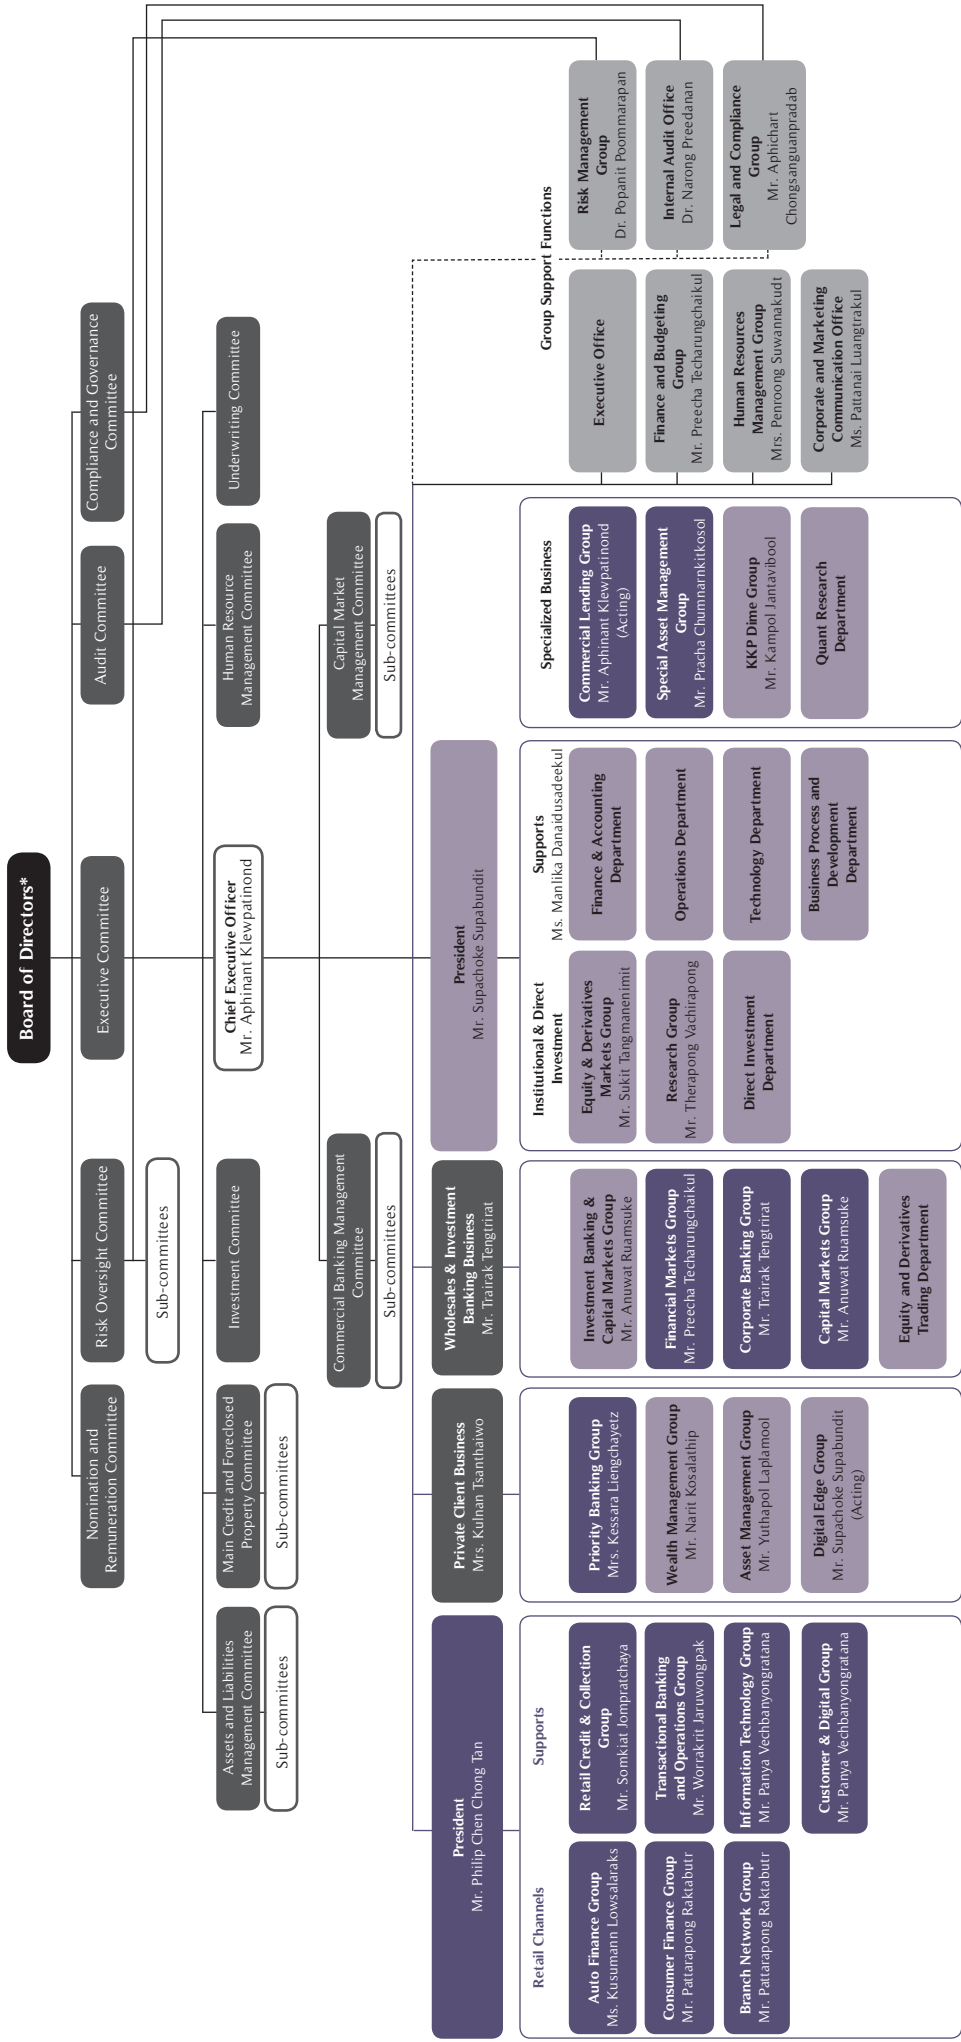 Board of Directors*
Nomination and
Remuneration Committee
Risk Oversight Committee
Sub-committees
Executive Committee
Audit Committee
Compliance and Governance
Committee
Assets and Liabilities
Management Committee
Sub-committees
Main Credit and Foreclosed
Property Committee
Sub-committees
Investment Committee
Chief Executive Officer
Mr. Aphinant Klewpatinond
Human Resource
Management Committee
Underwriting Committee
Commercial Banking Management
Committee
Sub-committees
Capital Market
Management Committee
Sub-committees
President
Mr. Philip Chen Chong Tan
Retail Channels
Auto Finance Group
Ms. Kusumann Lowsalaraks
Consumer Finance Group
Mr. Pattarapong Raktabutr
Branch Network Group
Mr. Pattarapong Raktabutr
Supports
Retail Credit & Collection
Group
Mr. Somkiat Jompratchaya
Transactional Banking
and Operations Group
Mr. Worrakrit Jaruwongpak
Information Technology Group
Mr. Panya Vechbanyongratana
Customer & Digital Group
Mr. Panya Vechbanyongratana
Private Client Business
Mrs. Kulnan Tsanthaiwo
Priority Banking Group
Mrs. Kessara Liengchayetz
Wealth Management Group
Mr. Narit Kosalathip
Asset Management Group
Mr. Yuthapol Laplamool
Digital Edge Group
Mr. Supachoke Supabundit
(Acting)
Wholesales & Investment
Banking Business
Mr. Trairak Tengtrirat
Investment Banking &
Capital Markets Group
Mr. Anuwat Ruamsuke
Financial Markets Group
Mr. Preecha Techarungchaikul
Corporate Banking Group
Mr. Trairak Tengtrirat
Capital Markets Group
Mr. Anuwat Ruamsuke
Equity and Derivatives
Trading Department
President
Mr. Supachoke Supabundit
Institutional & Direct
Investment
Equity & Derivatives
Markets Group
Mr. Sukit Tangmanenimit
Research Group
Mr. Therapong Vachirapong
Direct Investment
Department
Supports
Ms. Manlika Danaidusadeekul
Finance & Accounting
Department
Operations Department
Technology Department
Business Process and
Development
Department
Specialized Business
Commercial Lending Group
Mr. Aphinant Klewpatinond
(Acting)
Special Asset Management
Group
Mr. Pracha Chumnarnkitkosol
KKP Dime Group
Mr. Kampol Jantavibool
Quant Research
Department
Group Support Functions
Executive Office
Finance and Budgeting
Group
Mr. Preecha Techarungchaikul
Human Resources
Management Group
Mrs. Penroong Suwannakudt
Corporate and Marketing
Communication Office
Ms. Pattanai Luangtrakul
Risk Management
Group
Dr. Popanit Poommarapan
Internal Audit Office
Dr. Narong Preedanan
Legal and Compliance
Group
Mr. Aphichart
Chongsanguanpradab